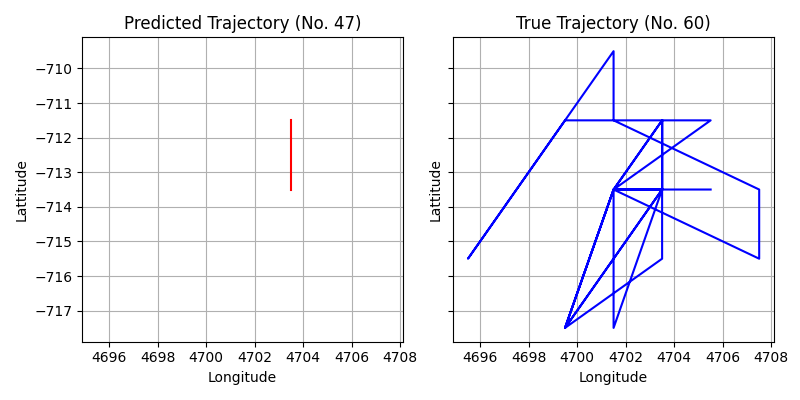 Predicted Trajectory (No. 47)
True Trajectory (No. 60)
Lattitude
−710
−711
−712
−713
−714
−715
−716
−717
4696 4698 4700 4702 4704 4706 4708
Longitude
Lattitude
4696 4698 4700 4702 4704 4706 4708
Longitude